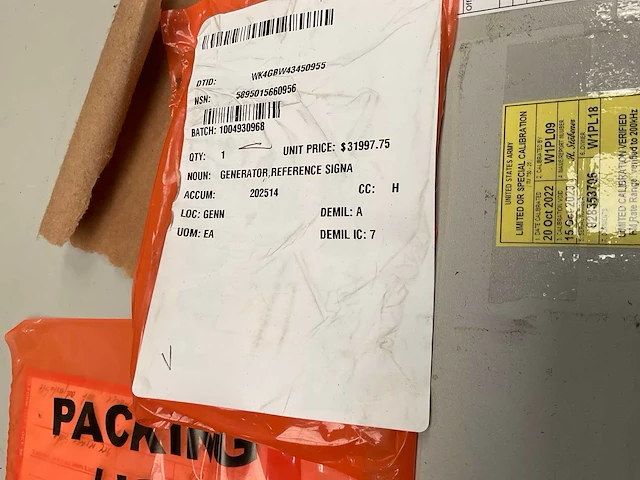 DTID: WK4GBW43450955
NSN: 5895015660956
BATCH: 1004930968
QTY: 1 UNIT PRICE: $31997.75
NOUN: GENERATOR,REFERENCE SIGNA
ACCUM: 202514 CC: H
LOC: GENN DEMIL: A
UOM: EA DEMIL IC: 7
PACKING
UNITED STATES ARMY
LIMITED OR SPECIAL CALIBRATION
20 Oct 2022
W1PL09
15 Oct
W1PL18
LIMITED CALIBRATION VERIFIED